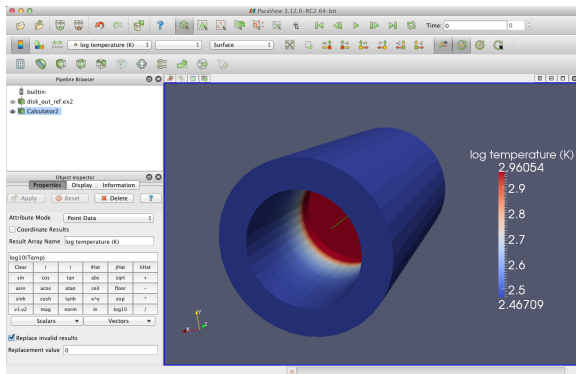 ParaView 3.12.0-RC2 64-bit
Time: 0
0
log temperature (K)
Surface
Pipeline Browser
builtin:
disk_out_ref.ex2
Calculator2
Object Inspector
Properties Display Information
Apply Reset Delete ?
Attribute Mode Point Data
Coordinate Results
Result Array Name log temperature (K)
log10(Temp)
Clear ( ) iHat jHat kHat
sin cos tan abs sqrt +
asin acos atan ceil floor -
sinh cosh tanh x^y exp *
v1.v2 mag norm ln log10 /
Scalars Vectors
Replace invalid results
Replacement value 0
log temperature (K)
2.96054
2.9
2.8
2.7
2.6
2.5
2.46709
Y
X
Z